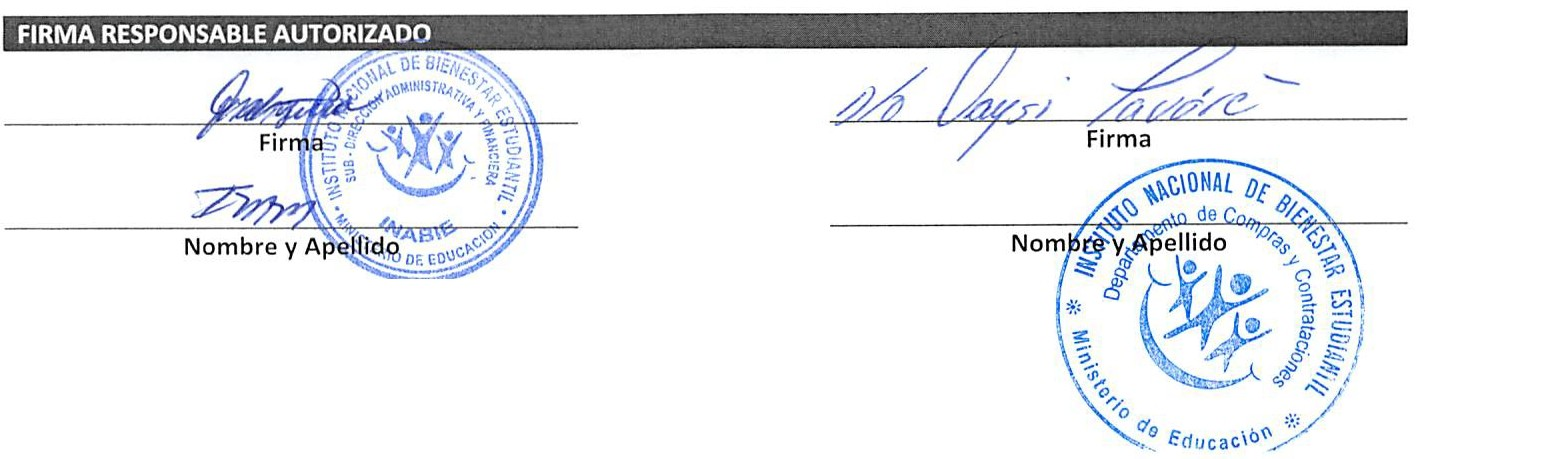 FIRMA RESPONSABLE AUTORIZADO
Firma
Nombre y Apellido
INSTITUTO NACIONAL DE BIENESTAR ESTUDIANTIL
SUB - DIRECCIÓN ADMINISTRATIVA Y FINANCIERA
INABIE
MINISTERIO DE EDUCACIÓN
Daysi
Firma
Nombre y Apellido
INSTITUTO NACIONAL DE BIENESTAR ESTUDIANTIL
Departamento de Compras y Contrataciones
Ministerio de Educación